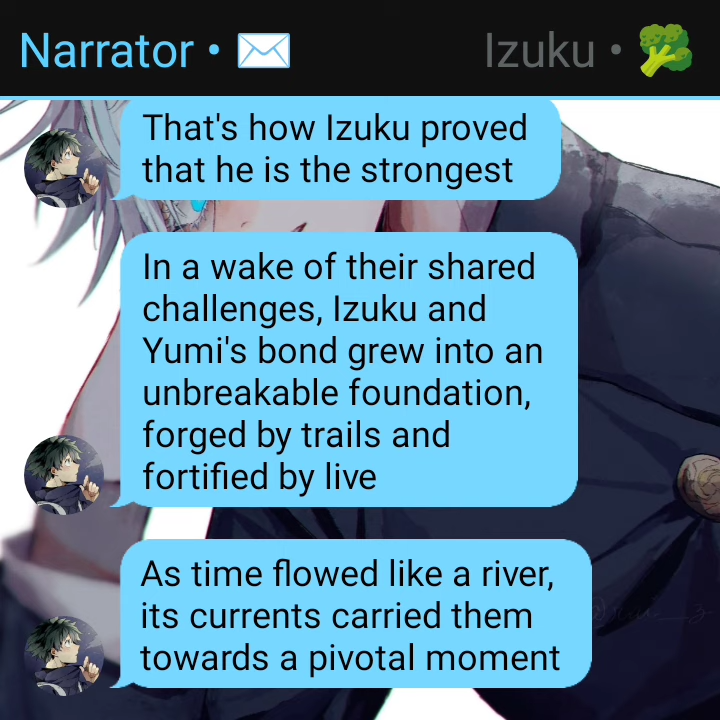 Narrator • ✉️
Izuku • 🥦
That's how Izuku proved
that he is the strongest
In a wake of their shared
challenges, Izuku and
Yumi's bond grew into an
unbreakable foundation,
forged by trails and
fortified by live
As time flowed like a river,
its currents carried them
towards a pivotal moment